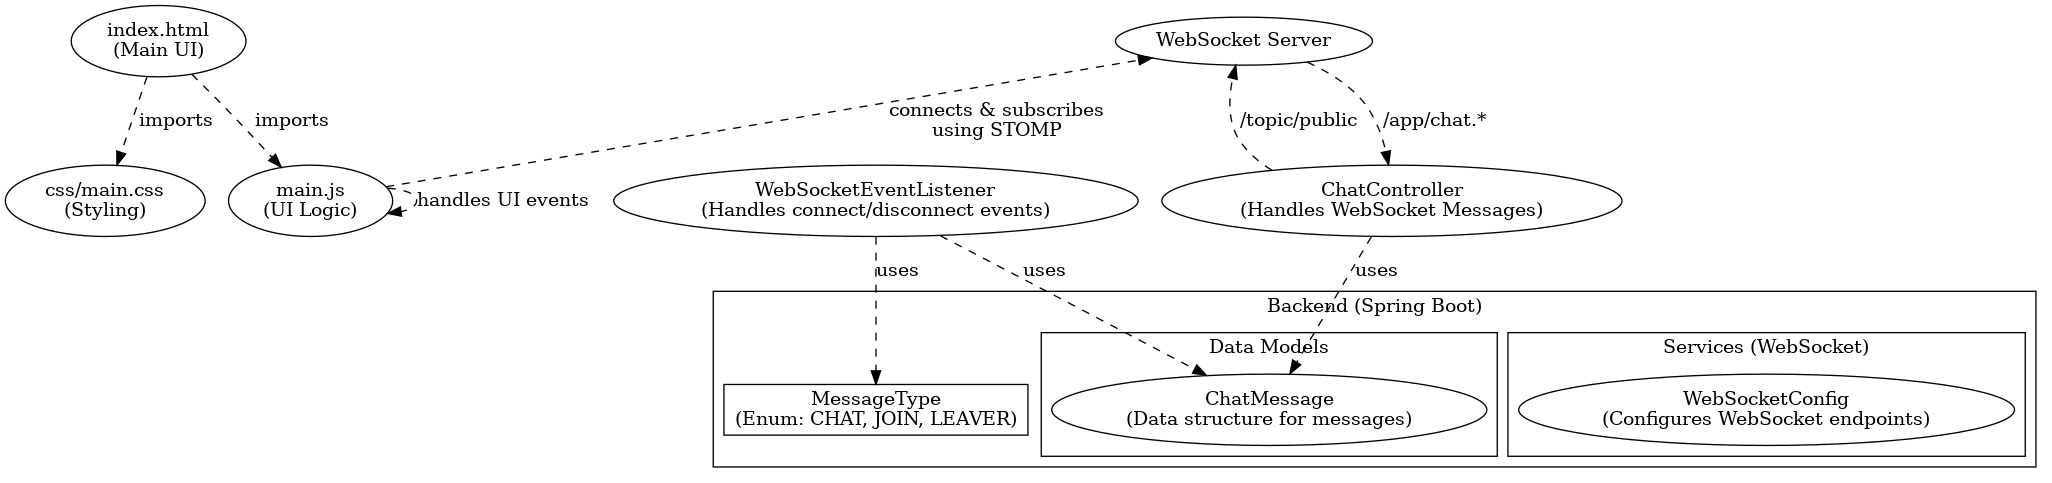 index.html
(Main UI)
WebSocket Server
imports
imports
connects & subscribes
using STOMP
/topic/public
/app/chat.*
css/main.css
(Styling)
main.js
(UI Logic)
handles UI events
WebSocketEventListener
(Handles connect/disconnect events)
ChatController
(Handles WebSocket Messages)
uses
uses
uses
Backend (Spring Boot)
Data Models
Services (WebSocket)
MessageType
(Enum: CHAT, JOIN, LEAVER)
ChatMessage
(Data structure for messages)
WebSocketConfig
(Configures WebSocket endpoints)